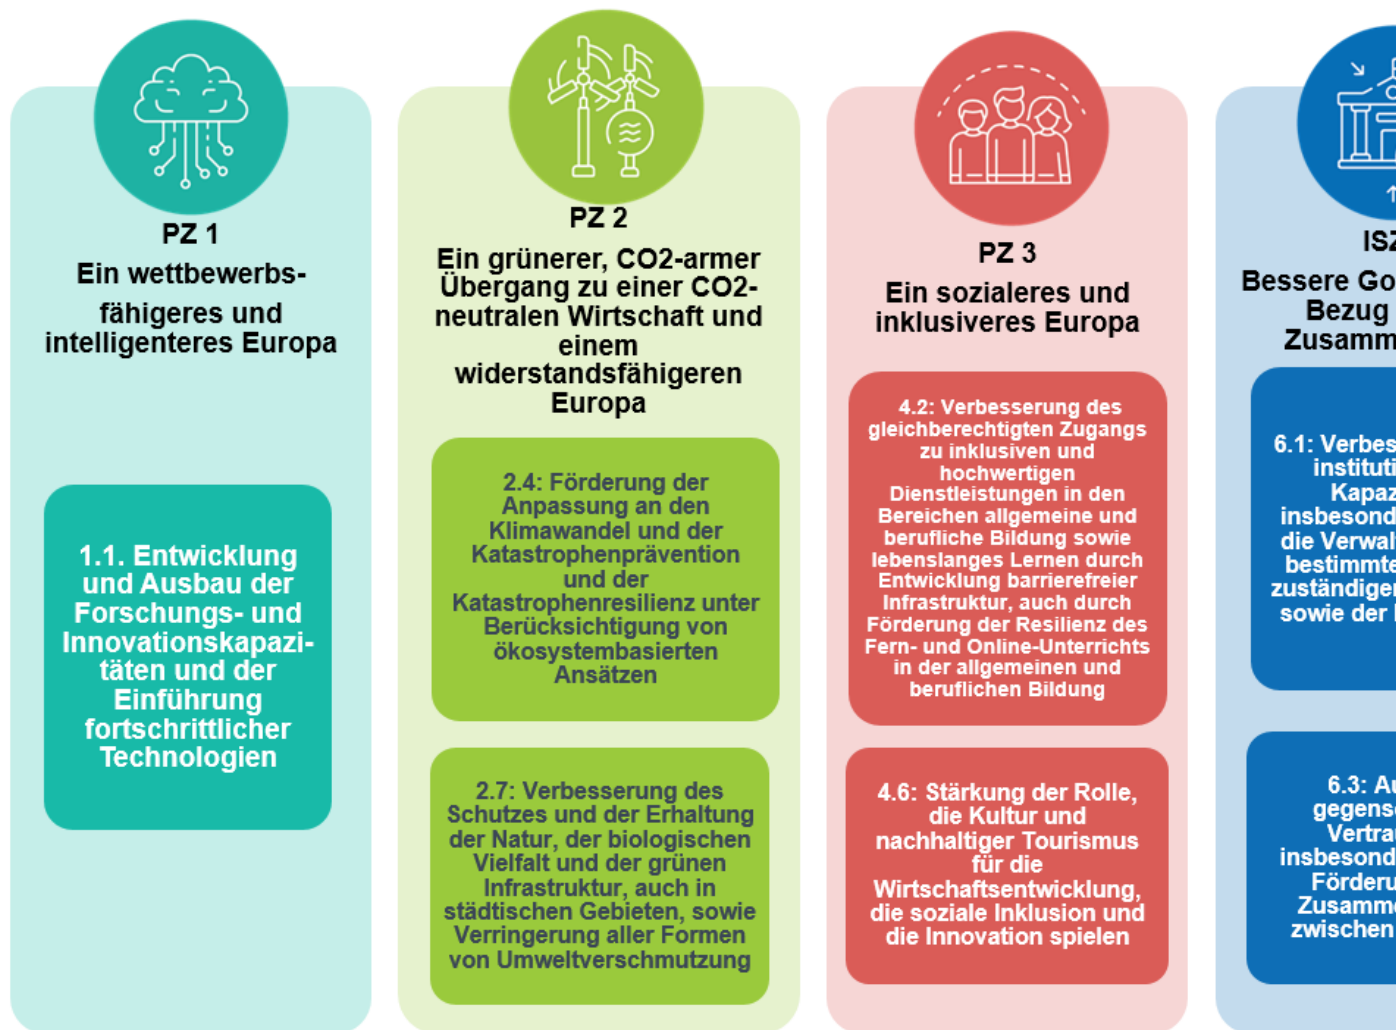 PZ 1
Ein wettbewerbs-
fähigeres und
intelligenteres Europa
1.1. Entwicklung
und Ausbau der
Forschungs- und
Innovationskapazi-
täten und der
Einführung
fortschrittlicher
Technologien
PZ 2
Ein grünerer, CO2-armer
Übergang zu einer CO2-
neutralen Wirtschaft und
einem
widerstandsfähigeren
Europa
2.4: Förderung der
Anpassung an den
Klimawandel und der
Katastrophenprävention
und der
Katastrophenresilienz unter
Berücksichtigung von
ökosystembasierten
Ansätzen
2.7: Verbesserung des
Schutzes und der Erhaltung
der Natur, der biologischen
Vielfalt und der grünen
Infrastruktur, auch in
städtischen Gebieten, sowie
Verringerung aller Formen
von Umweltverschmutzung
PZ 3
Ein sozialeres und
inklusiveres Europa
4.2: Verbesserung des
gleichberechtigten Zugangs
zu inklusiven und
hochwertigen
Dienstleistungen in den
Bereichen allgemeine und
berufliche Bildung sowie
lebenslanges Lernen durch
Entwicklung barrierefreier
Infrastruktur, auch durch
Förderung der Resilienz des
Fern- und Online-Unterrichts
in der allgemeinen und
beruflichen Bildung
4.6: Stärkung der Rolle,
die Kultur und
nachhaltiger Tourismus
für die
Wirtschaftsentwicklung,
die soziale Inklusion und
die Innovation spielen
ISZ
Bessere Go
Bezug
Zusamm
6.1: Verbes
instituti
Kapaz
insbesond
die Verwal
bestimmte
zuständiger
sowie der
6.3: Au
gegense
Vertrau
insbesond
Förderu
Zusamme
zwischen